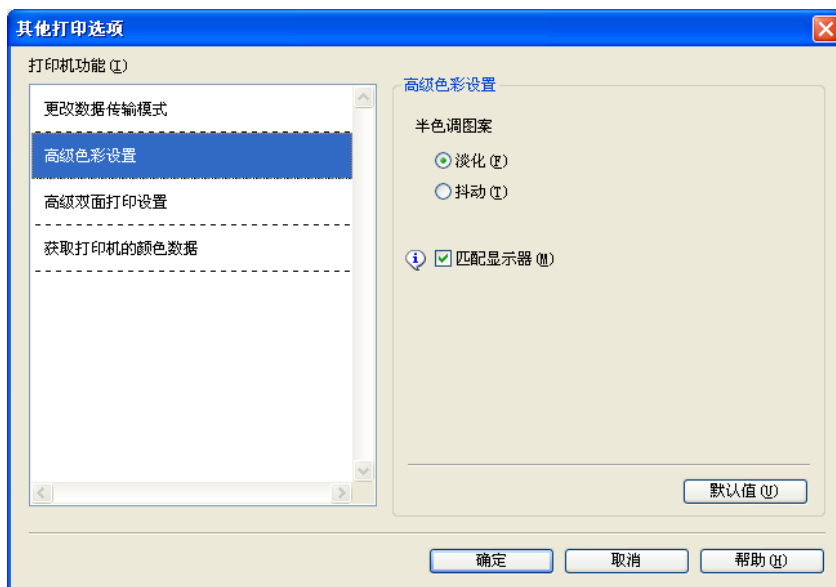 其他打印选项
打印机功能(I)
更改数据传输模式
高级色彩设置
高级双面打印设置
获取打印机的颜色数据
高级色彩设置
半色调图案
淡化(F)
抖动(T)
匹配显示器(M)
默认值(U)
确定
取消
帮助(H)